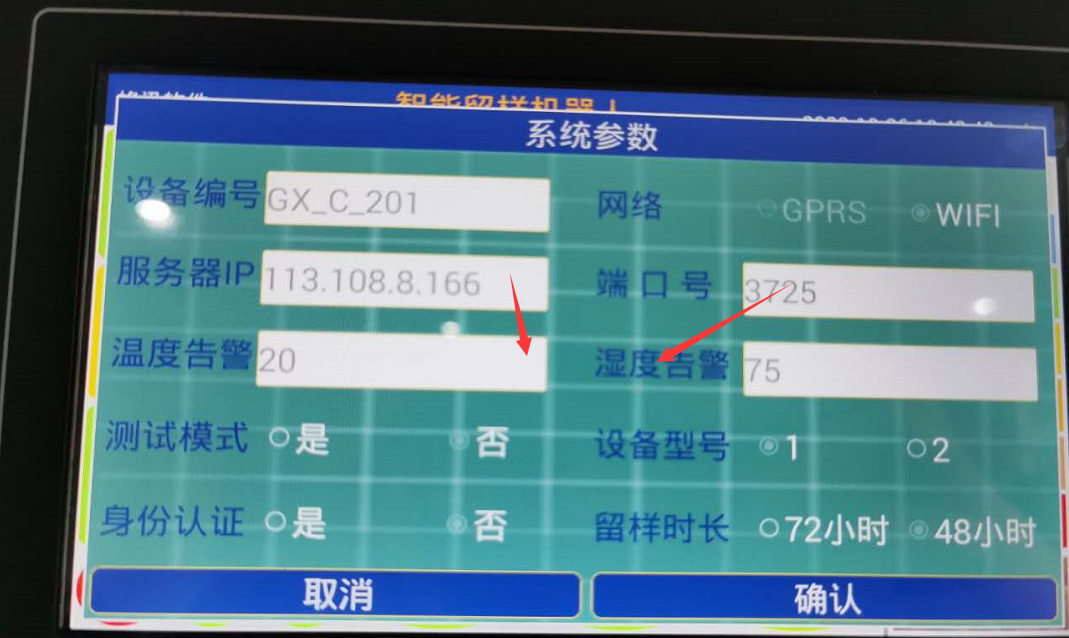 智能留样机器人
系统参数
设备编号 GX_C_201 网络 GPRS WIFI
服务器IP 113.108.8.166 端口号 3725
温度告警 20 湿度告警 75
测试模式 是 否 设备型号 1 2
身份认证 是 否 留样时长 72小时 48小时
取消 确认